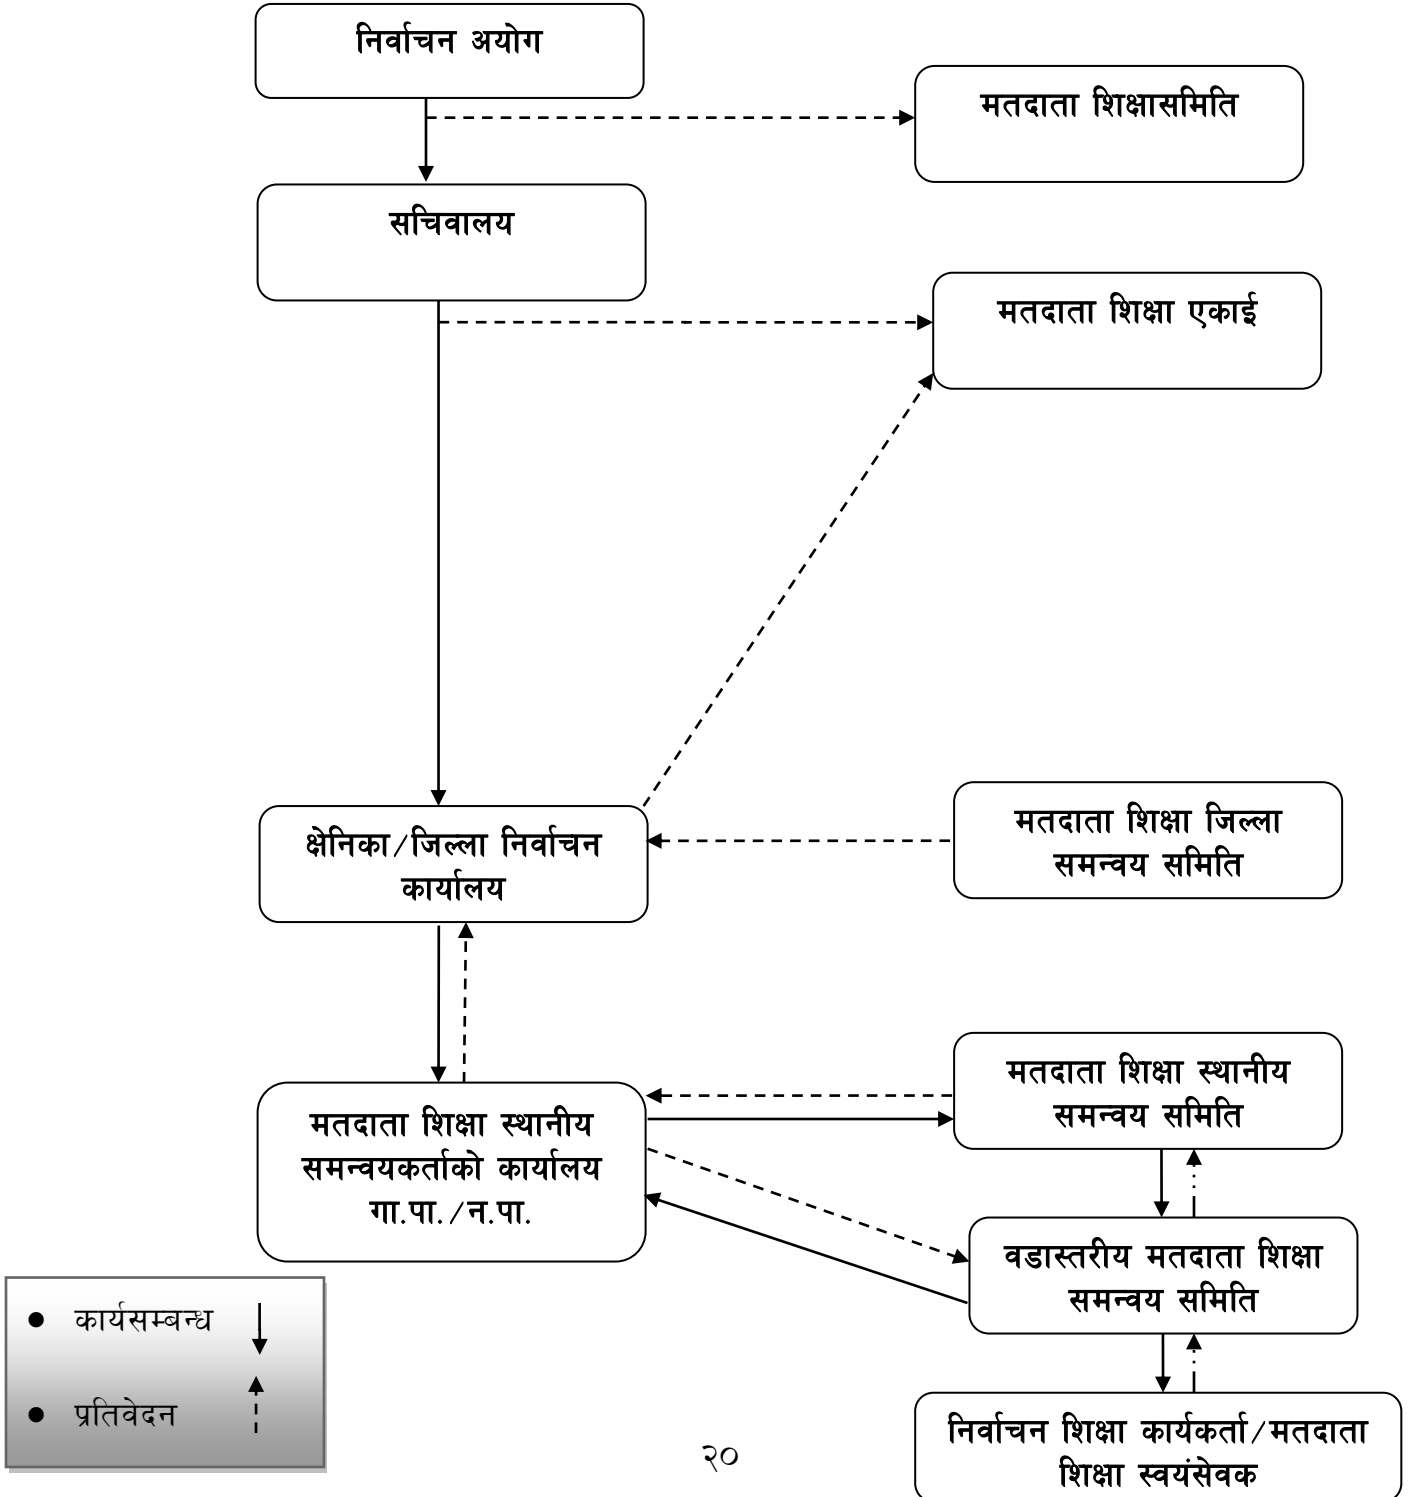 निर्वाचन अयोग
मतदाता शिक्षासमिति
सचिवालय
मतदाता शिक्षा एकाई
क्षेनिका/जिल्ला निर्वाचन
कार्यालय
मतदाता शिक्षा जिल्ला
समन्वय समिति
मतदाता शिक्षा स्थानीय
समन्वयकर्ताको कार्यालय
गा.पा./न.पा.
मतदाता शिक्षा स्थानीय
समन्वय समिति
वडास्तरीय मतदाता शिक्षा
समन्वय समिति
निर्वाचन शिक्षा कार्यकर्ता/मतदाता
शिक्षा स्वयंसेवक
● कार्यसम्बन्ध
● प्रतिवेदन
२०